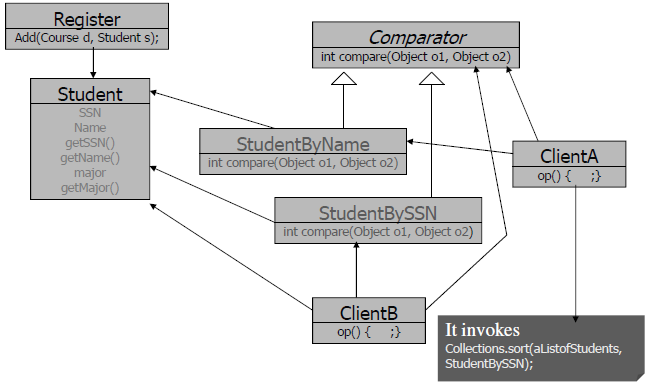 Register
Add(Course d, Student s);
Comparator
int compare(Object o1, Object o2)
Student
SSN
Name
getSSN()
getName()
major
getMajor()
StudentByName
int compare(Object o1, Object o2)
ClientA
op() { ;}
StudentBySSN
int compare(Object o1, Object o2)
ClientB
op() { ;}
It invokes
Collections.sort(aListofStudents,
StudentBySSN);